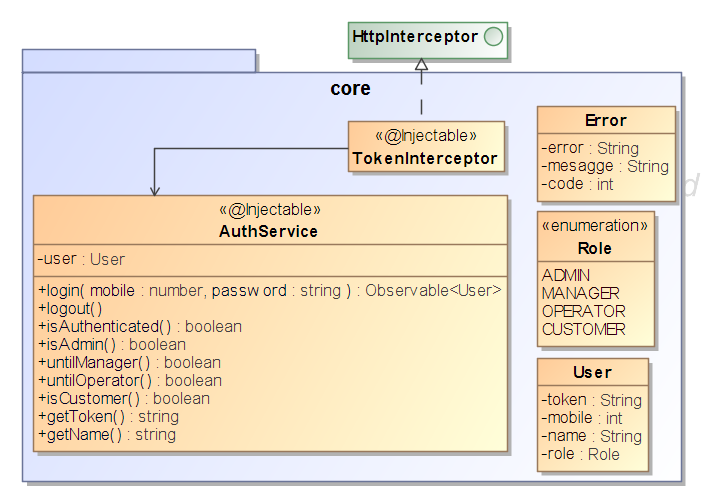 HttpInterceptor
core
«@Injectable»
TokenInterceptor
«@Injectable»
AuthService
-user : User
+login( mobile : number, password : string ) : Observable<User>
+logout()
+isAuthenticated() : boolean
+isAdmin() : boolean
+untilManager() : boolean
+untilOperator() : boolean
+isCustomer() : boolean
+getToken() : string
+getName() : string
Error
-error : String
-mesagge : String
-code : int
«enumeration»
Role
ADMIN
MANAGER
OPERATOR
CUSTOMER
User
-token : String
-mobile : int
-name : String
-role : Role